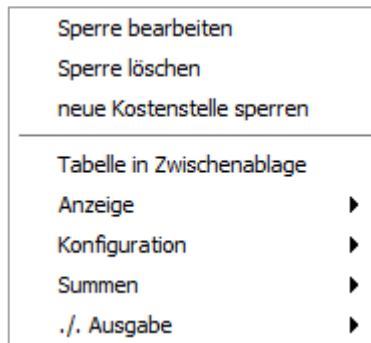 Sperre bearbeiten
Sperre löschen
neue Kostenstelle sperren
Tabelle in Zwischenablage
Anzeige
Konfiguration
Summen
./. Ausgabe